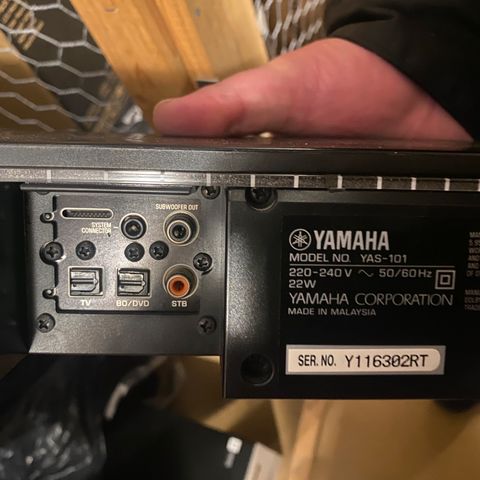 SYSTEM
CONNECTOR
SUBWOOFER OUT
TV
BD/DVD
STB
YAMAHA
MODEL NO. YAS-101
220-240 V ~ 50/60 Hz
22W
YAMAHA CORPORATION
MADE IN MALAYSIA
SER. NO. Y116302RT